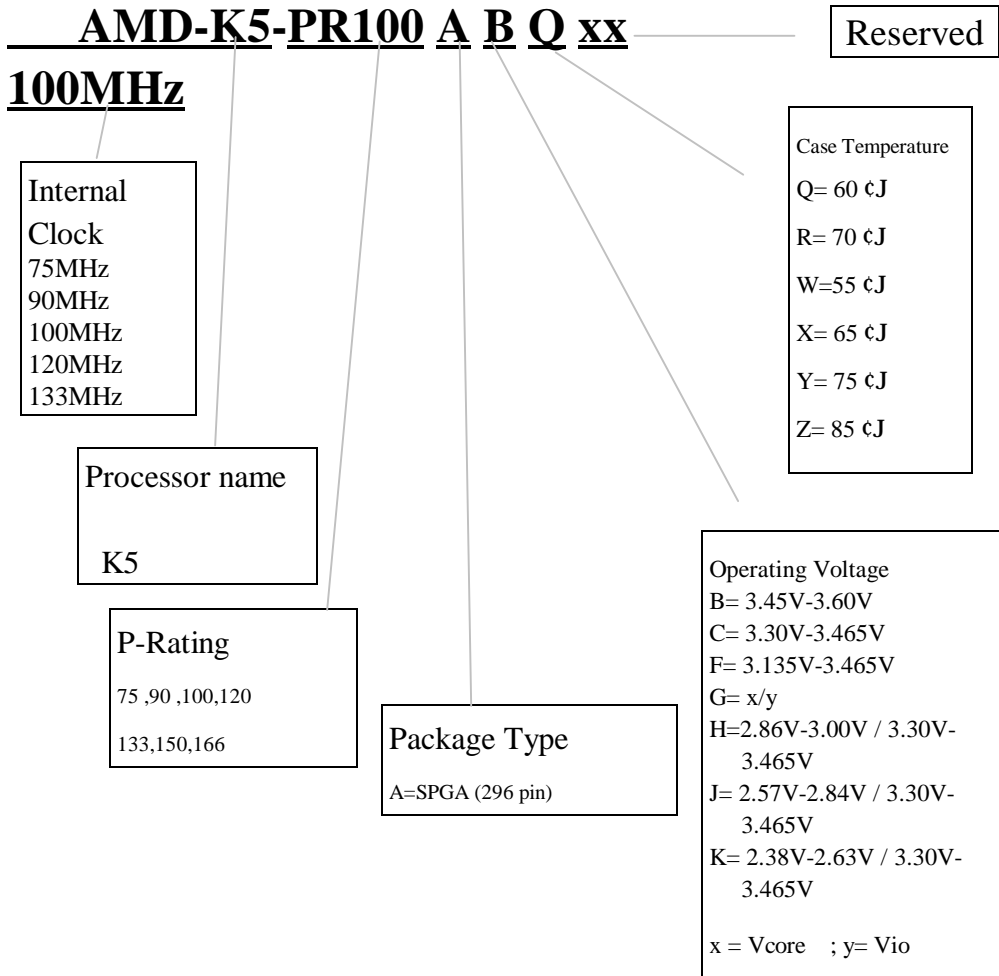 AMD-K5-PR100 A B Q xx
Reserved
100MHz
Internal
Clock
75MHz
90MHz
100MHz
120MHz
133MHz
Processor name
K5
P-Rating
75 ,90 ,100,120
133,150,166
Package Type
A=SPGA (296 pin)
Case Temperature
Q= 60 ¢J
R= 70 ¢J
W=55 ¢J
X= 65 ¢J
Y= 75 ¢J
Z= 85 ¢J
Operating Voltage
B= 3.45V-3.60V
C= 3.30V-3.465V
F= 3.135V-3.465V
G= x/y
H=2.86V-3.00V / 3.30V-
3.465V
J= 2.57V-2.84V / 3.30V-
3.465V
K= 2.38V-2.63V / 3.30V-
3.465V
x = Vcore ; y= Vio